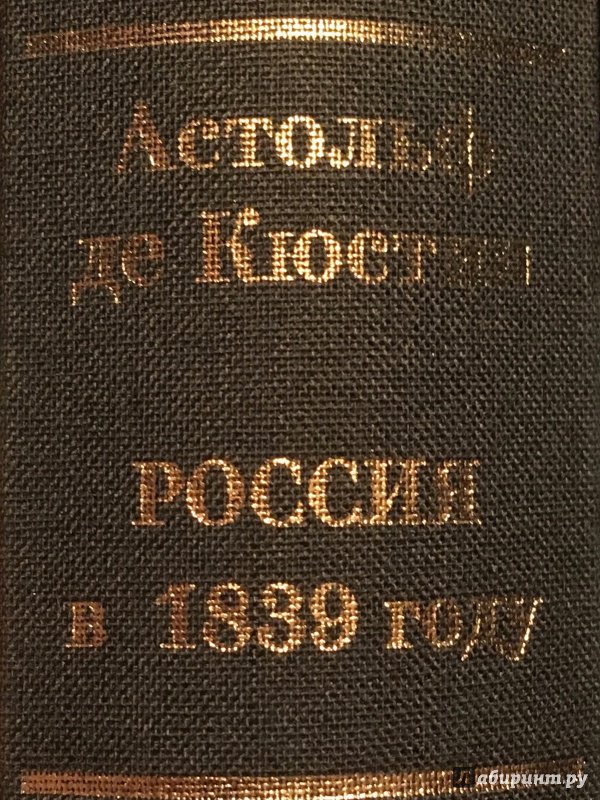 Астольф
де Кюстин
РОССИЯ
в 1839 году
Лабиринт.ру